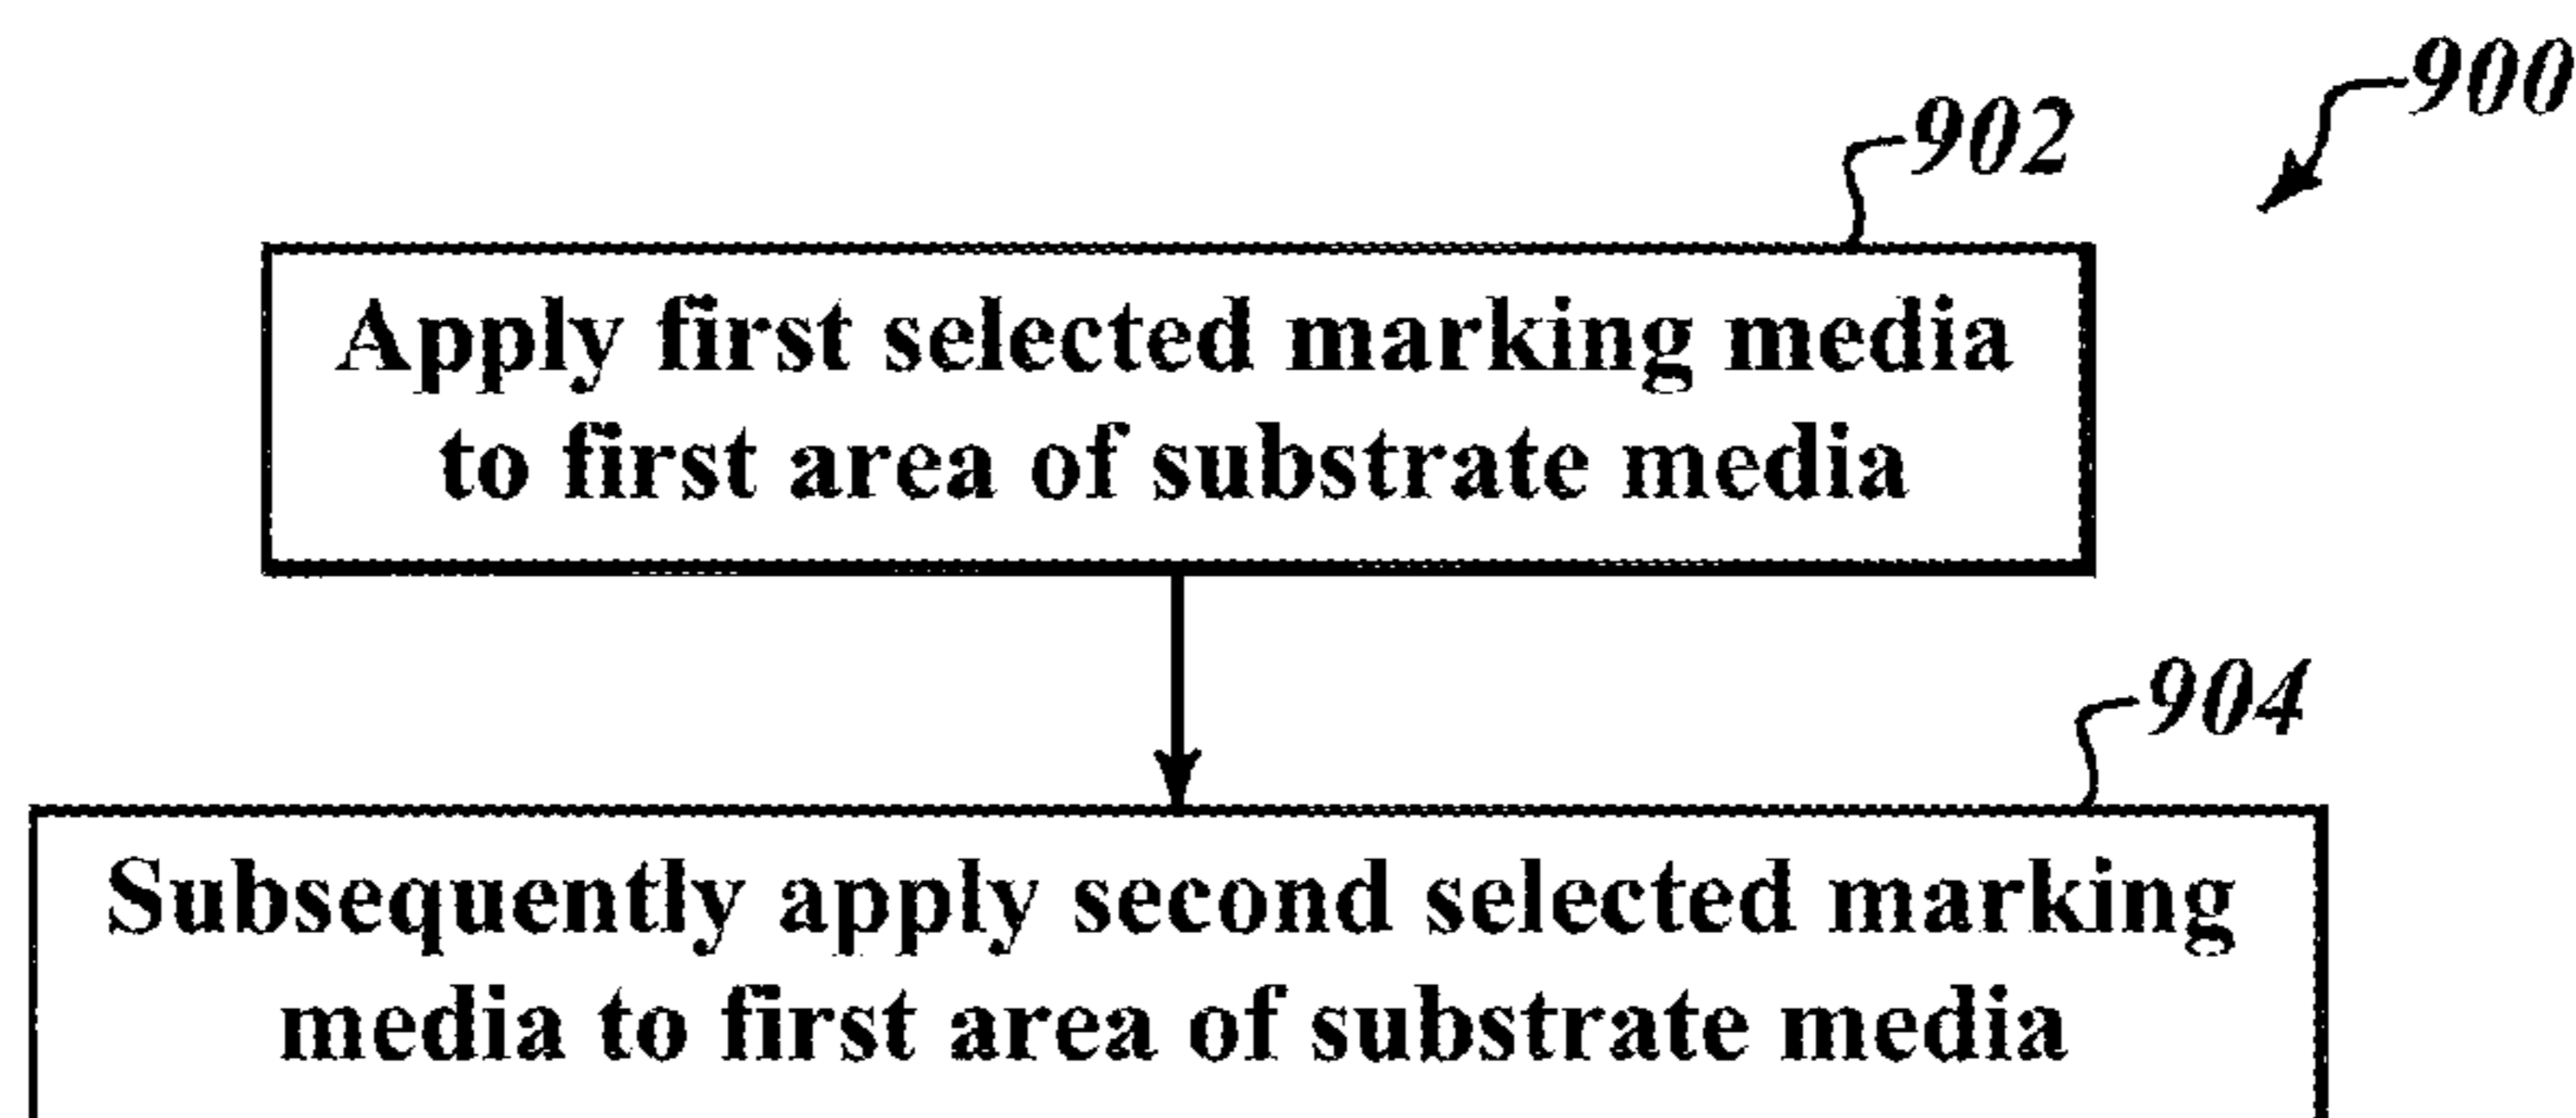 900
902
Apply first selected marking media
to first area of substrate media
904
Subsequently apply second selected marking
media to first area of substrate media